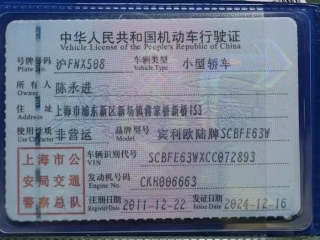 中华人民共和国机动车行驶证
Vehicle License of the People's Republic of China
号牌号码 沪FNX508 车辆类型 小型轿车
Plate No. Vehicle Type
所有人 陈永进
Owner
住址 上海市浦东新区新场镇蒋家桥新桥153
Address
使用性质 非营运 品牌型号 宾利欧陆牌SCBFE63W
Use Character Model
上海市公安局交通警察总队
车辆识别代号 SCBFE63WXCC072893
VIN
发动机号码 CKH006663
Engine No.
注册日期 2011-12-22 发证日期 2024-12-16
Register Date Issue Date